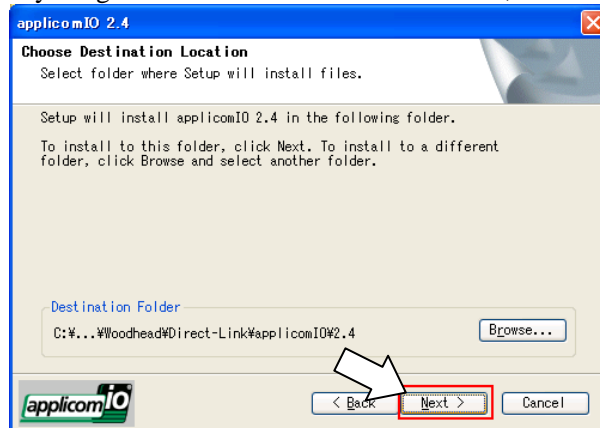 applicomIO 2.4
Choose Destination Location
Select folder where Setup will install files.
Setup will install applicomIO 2.4 in the following folder.
To install to this folder, click Next. To install to a different
folder, click Browse and select another folder.
Destination Folder
C:¥...¥Woodhead¥Direct-Link¥applicomIO¥2.4
Browse...
applicom IO
< Back
Next >
Cancel